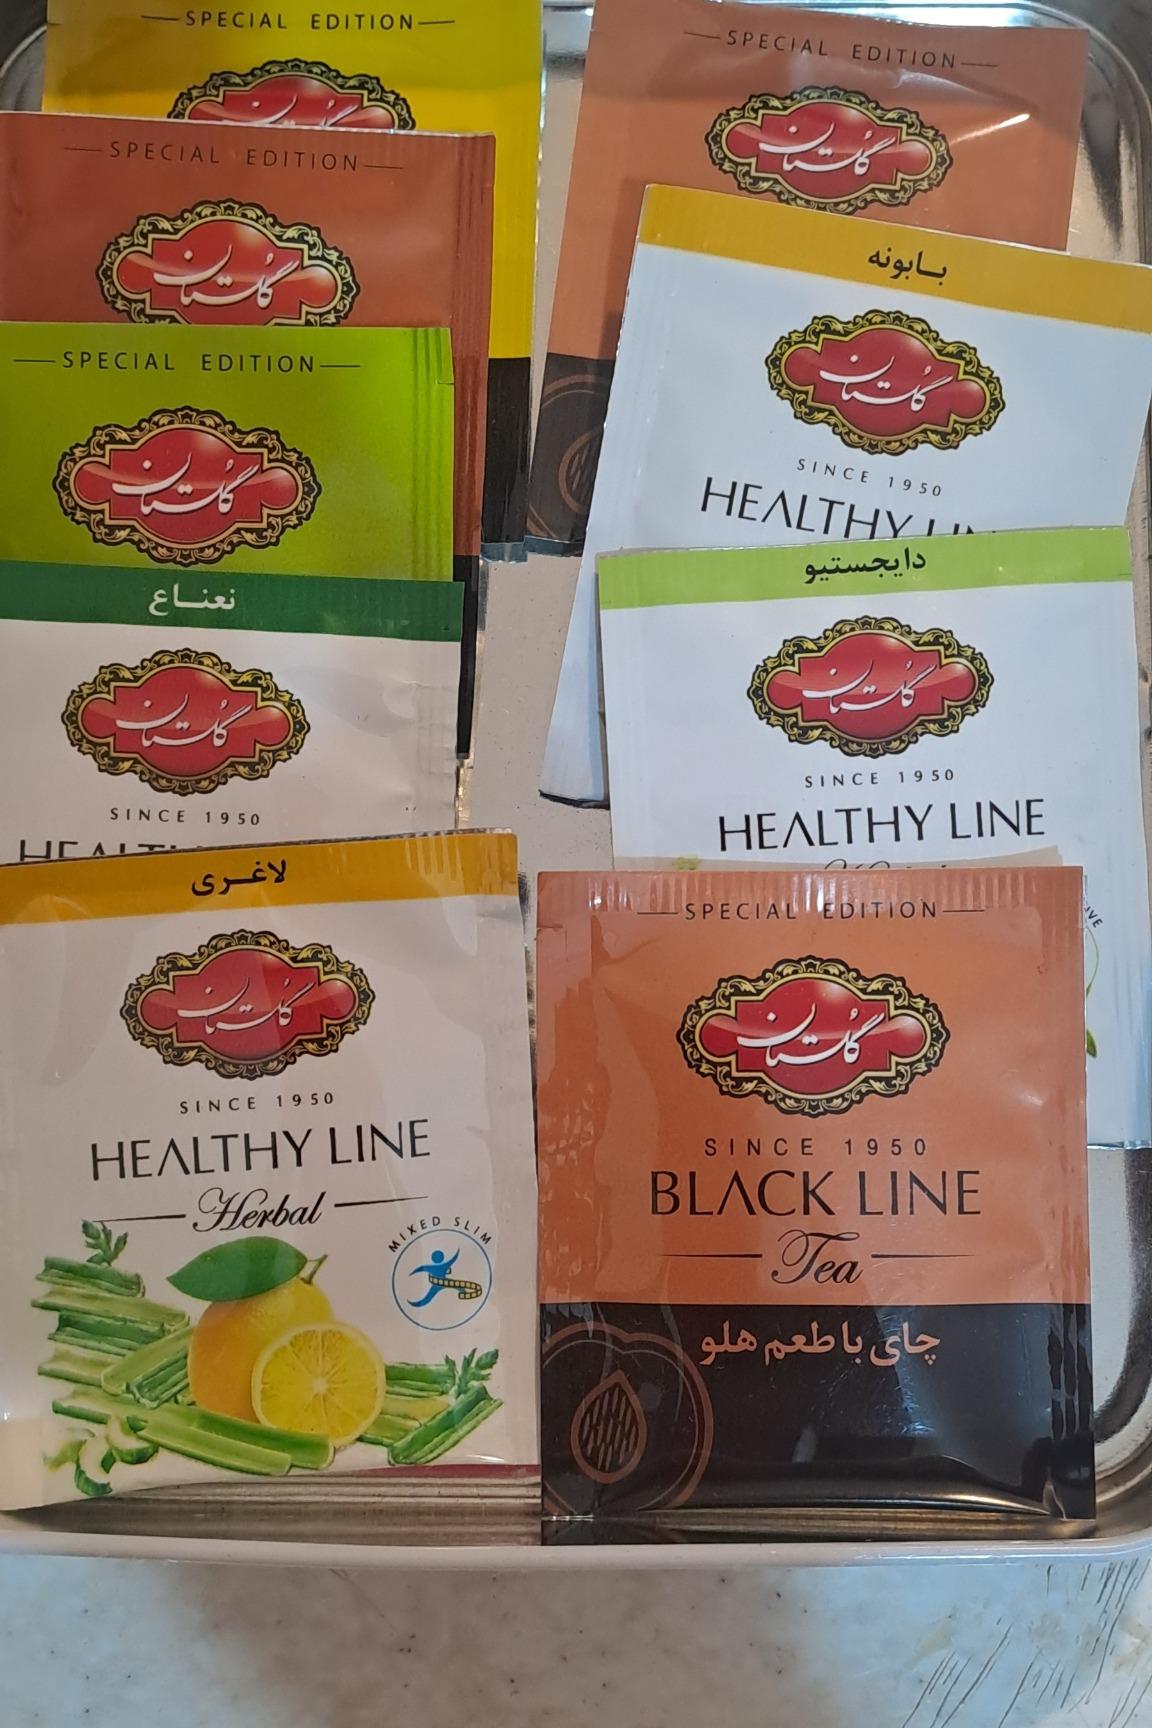 SPECIAL EDITION
گلستان
SPECIAL EDITION
گلستان
SPECIAL EDITION
گلستان
نعناع
گلستان
SINCE 1950
لاغری
گلستان
SINCE 1950
HEALTHY LINE
Herbal
MIXED SLIM
SPECIAL EDITION
گلستان
بابونه
گلستان
SINCE 1950
HEALTHY LINE
دایجستیو
گلستان
SINCE 1950
HEALTHY LINE
SPECIAL EDITION
گلستان
SINCE 1950
BLACK LINE
Tea
چای با طعم هلو